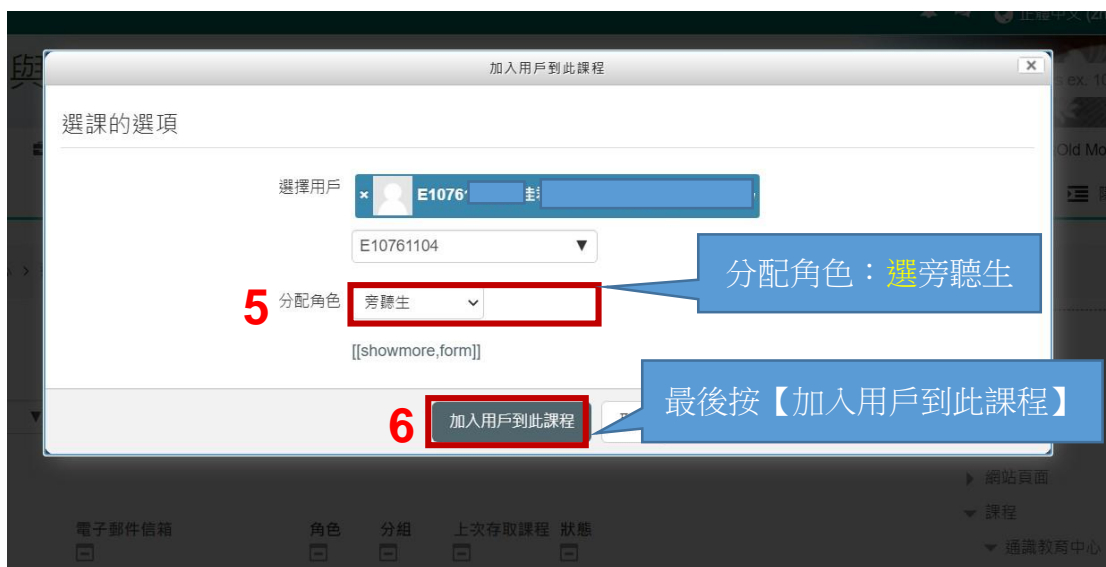 正體中文 (zh
與
加入用戶到此課程
ex. 10
選課的選項
Old Mo
選擇用戶
× E1076
E10761104 ▼
分配角色：選旁聽生
5 分配角色 旁聽生
[[showmore,form]]
最後按【加入用戶到此課程】
6 加入用戶到此課程
網站頁面
課程
電子郵件信箱 角色 分組 上次存取課程 狀態
通識教育中心